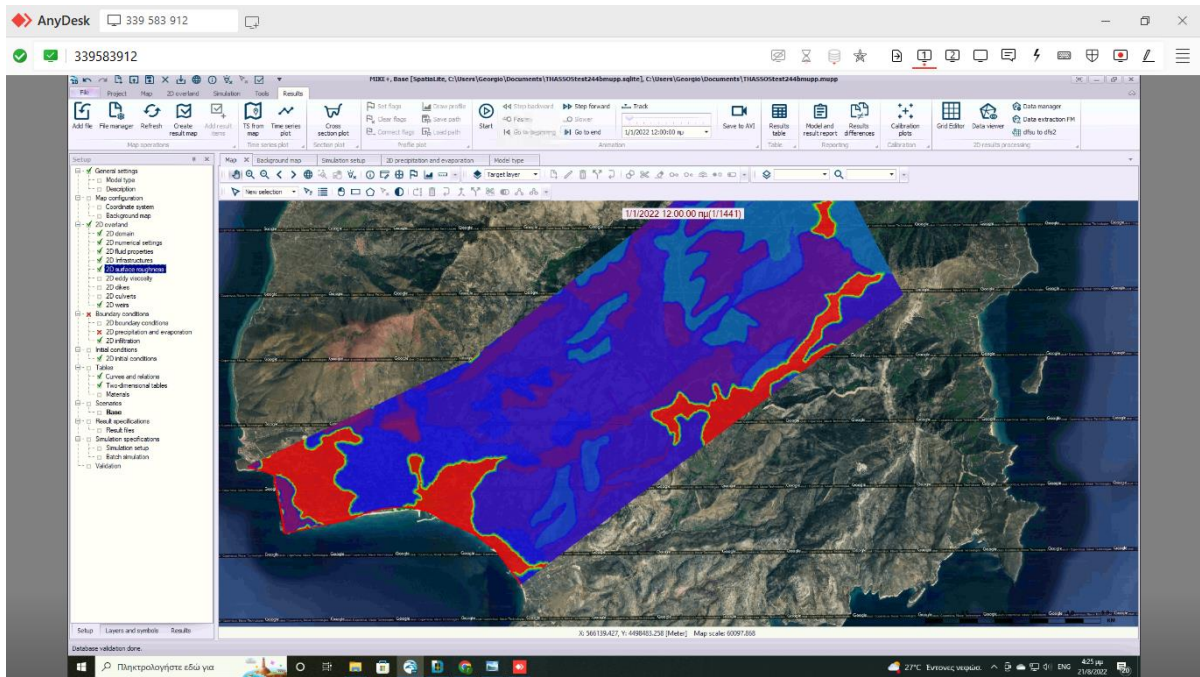 AnyDesk 339 583 912
339583912
MIKE+, Base [SpatiaLite, C:\Users\Georgio\Documents\THASSOStest244bmupp.sqlite], C:\Users\Georgio\Documents\THASSOStest244bmupp.mupp
File Project Map 2D overland Simulation Tools Results
Add file File manager Refresh Create result map Add result items TS from map Time series plot Cross section plot
Set flags Draw profile
Clear flags Save path
Connect flags Load path
Start Step backward Step forward Track
Pause Slower
Go to beginning Go to end 1/1/2022 12:00:00 πμ
Save to AVI Results table Model and result report Results differences Calibration plots Grid Editor Data viewer
Data manager
Data extraction FM
dfsu to dfs2
Map operations Time series plot Section plot Profile plot Animation Table Reporting Calibration 2D results processing
Setup
Map Background map Simulation setup 2D precipitation and evaporation Model type
Target layer
New selection
General settings
Model type
Description
Map configuration
Coordinate system
Background map
2D overland
2D domain
2D numerical settings
2D fluid properties
2D infrastructures
2D surface roughness
2D eddy viscosity
2D dikes
2D culverts
2D weirs
Boundary conditions
2D boundary conditions
2D precipitation and evaporation
2D infiltration
Initial conditions
2D initial conditions
Tables
Curves and relations
Two-dimensional tables
Materials
Scenarios
Base
Result specifications
Result files
Simulation specifications
Simulation setup
Batch simulation
Validation
1/1/2022 12:00:00 πμ(1/1441)
Setup Layers and symbols Results
X: 566139.427, Y: 4498483.258 [Meter] Map scale: 60097.868
Database validation done.
Πληκτρολογήστε εδώ για
27°C Έντονες νεφώσ. ENG
4:25 μμ
21/8/2022